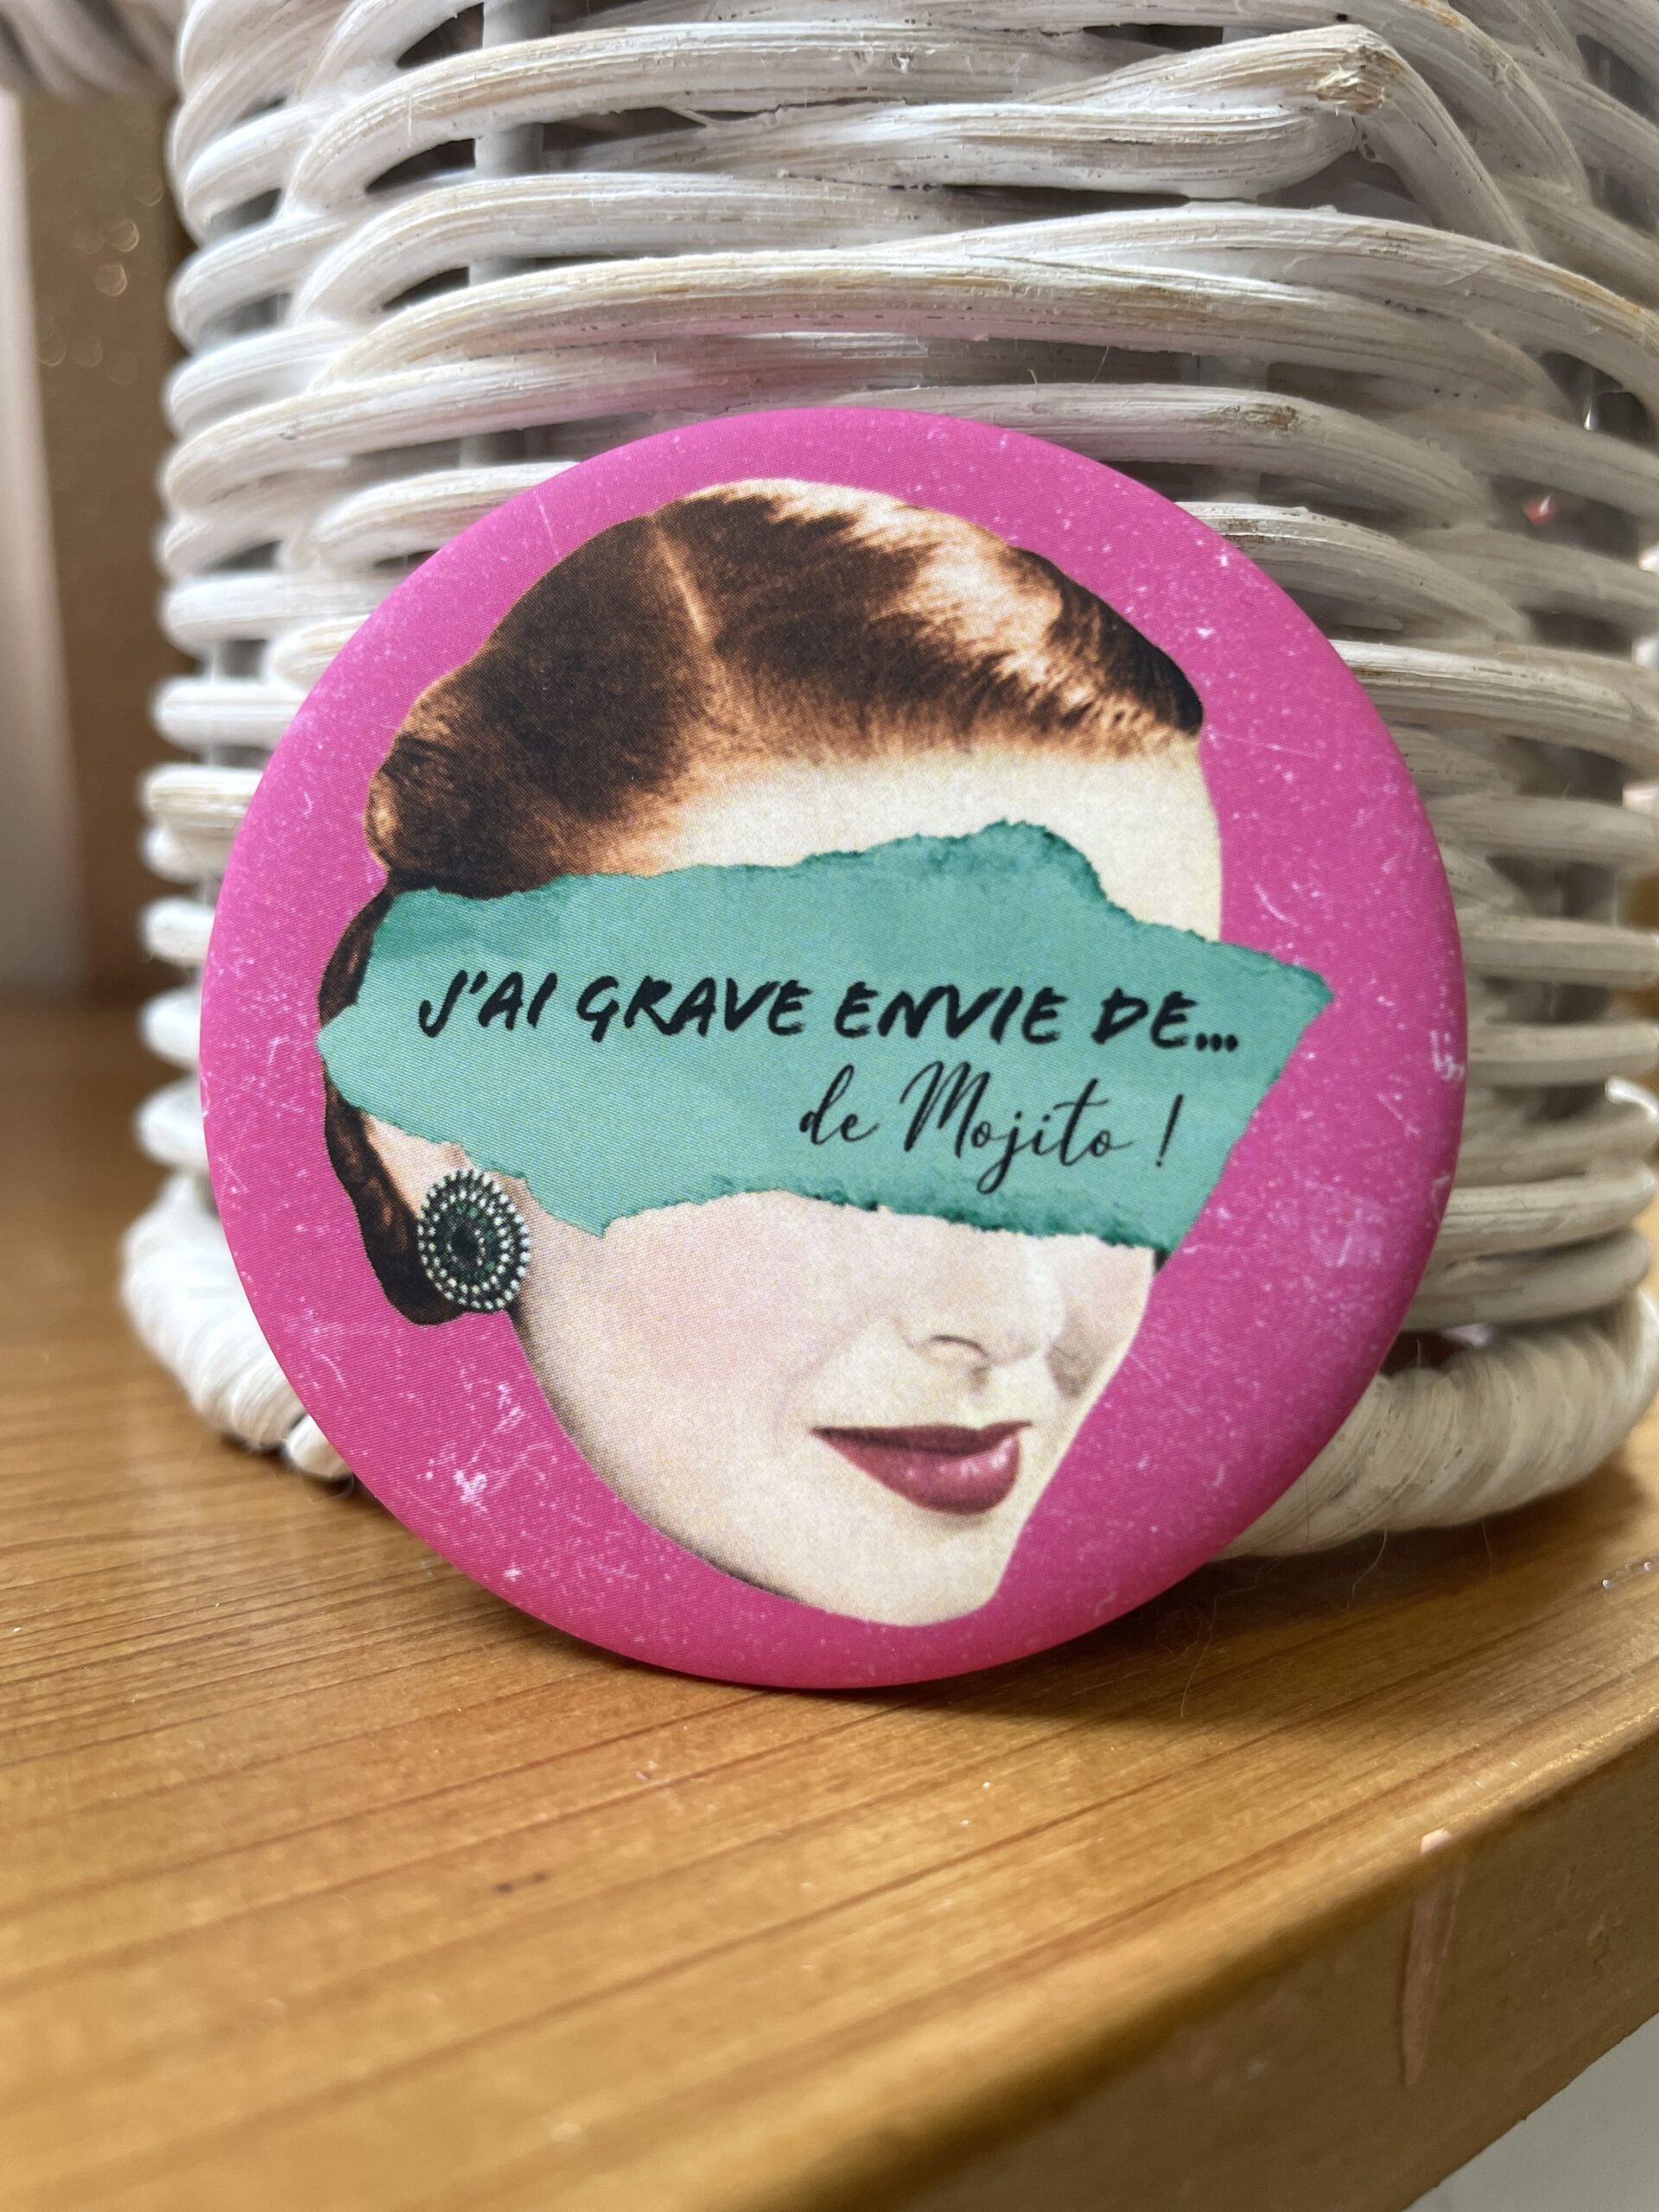 J'AI GRAVE ENVIE DE...
de Mojito !